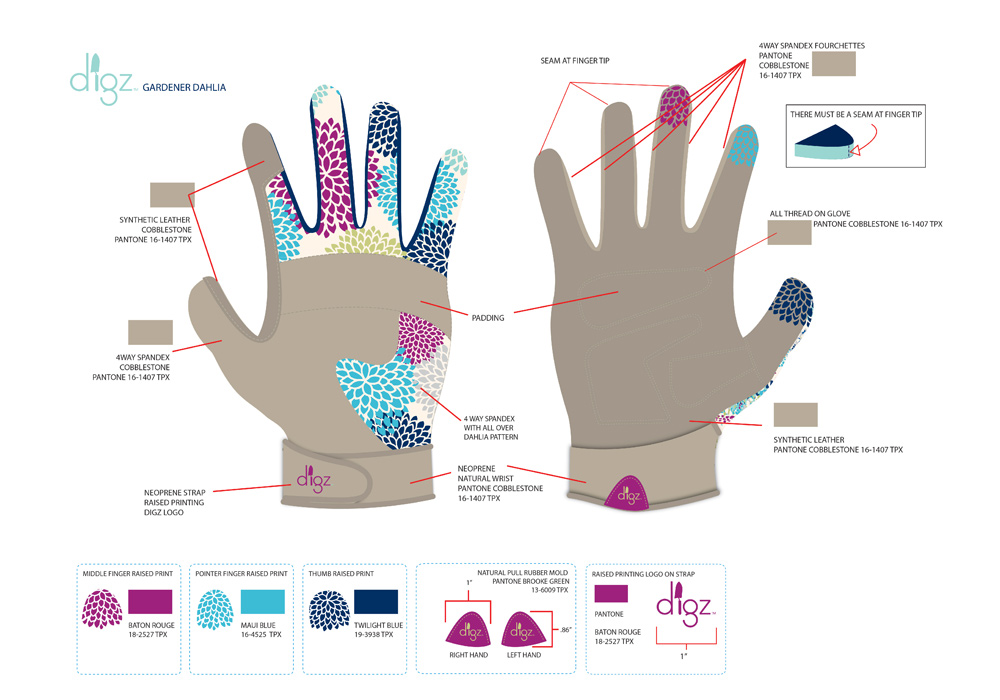 digz™ GARDENER DAHLIA
SEAM AT FINGER TIP
4WAY SPANDEX FOURCHETTES
PANTONE
COBBLESTONE
16-1407 TPX
THERE MUST BE A SEAM AT FINGER TIP
SYNTHETIC LEATHER
COBBLESTONE
PANTONE 16-1407 TPX
ALL THREAD ON GLOVE
PANTONE COBBLESTONE 16-1407 TPX
PADDING
4WAY SPANDEX
COBBLESTONE
PANTONE 16-1407 TPX
4 WAY SPANDEX
WITH ALL OVER
DAHLIA PATTERN
SYNTHETIC LEATHER
PANTONE COBBLESTONE 16-1407 TPX
digz
NEOPRENE
NATURAL WRIST
PANTONE COBBLESTONE
16-1407 TPX
digz
NEOPRENE STRAP
RAISED PRINTING
DIGZ LOGO
MIDDLE FINGER RAISED PRINT
BATON ROUGE
18-2527 TPX
POINTER FINGER RAISED PRINT
MAUI BLUE
16-4525 TPX
THUMB RAISED PRINT
TWILIGHT BLUE
19-3938 TPX
NATURAL PULL RUBBER MOLD
PANTONE BROOKE GREEN
13-6009 TPX
1"
digz
digz
.86"
RIGHT HAND
LEFT HAND
RAISED PRINTING LOGO ON STRAP
PANTONE
BATON ROUGE
18-2527 TPX
digz™
1"